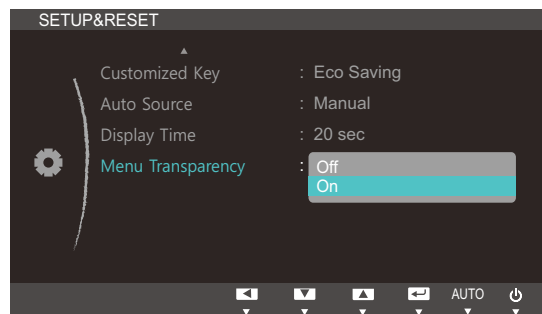 SETUP&RESET
Customized Key : Eco Saving
Auto Source : Manual
Display Time : 20 sec
Menu Transparency : Off
On
AUTO